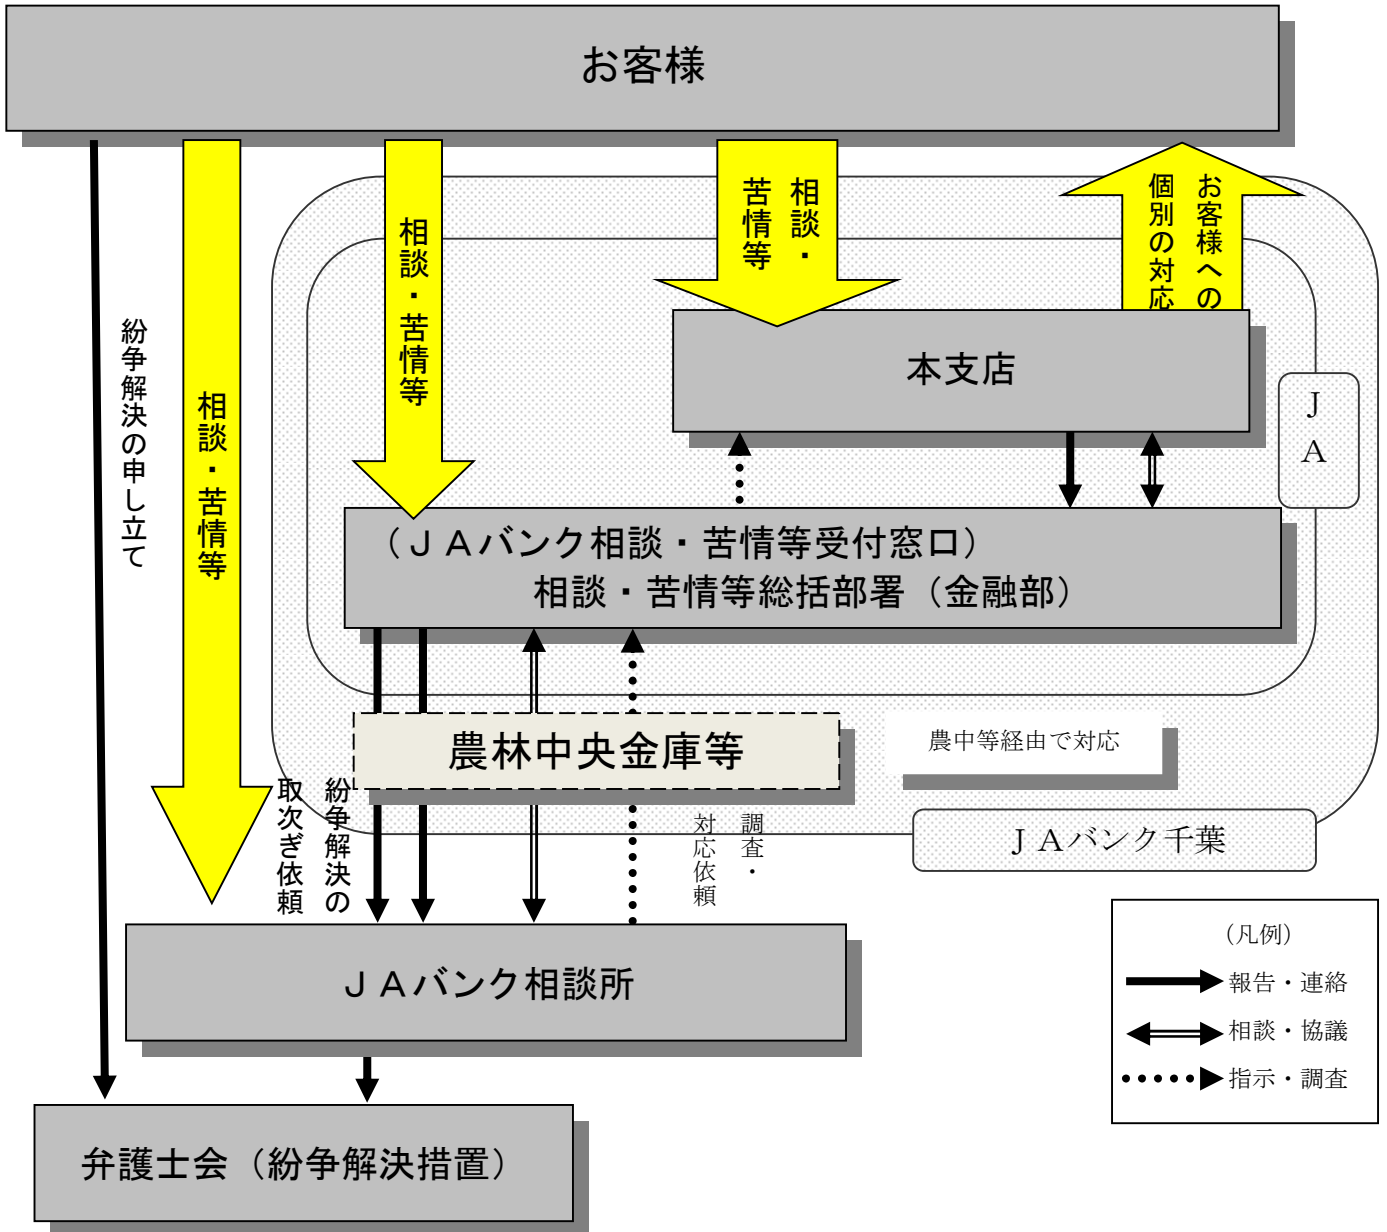 お客様
紛争解決の申し立て
相談・苦情等
相談・苦情等
相談・
苦情等
お客様への
個別の対応
本支店
ＪＡ
（ＪＡバンク相談・苦情等受付窓口）
相談・苦情等総括部署（金融部）
農林中央金庫等
農中等経由で対応
ＪＡバンク千葉
紛争解決の
取次ぎ依頼
調査・
対応依頼
ＪＡバンク相談所
（凡例）
報告・連絡
相談・協議
指示・調査
弁護士会（紛争解決措置）